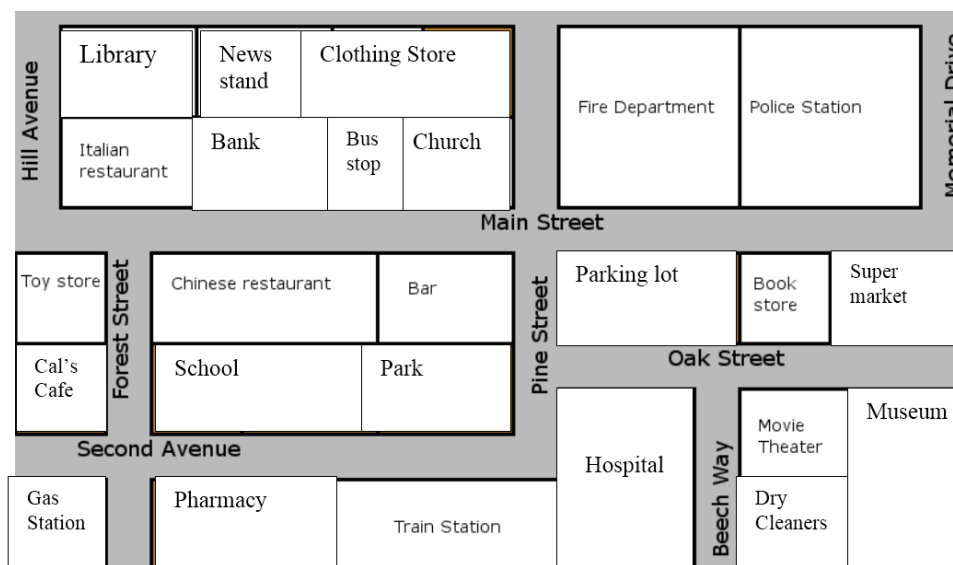 Library
News
stand
Clothing Store
Fire Department
Police Station
Memorial Drive
Hill Avenue
Italian
restaurant
Bank
Bus
stop
Church
Main Street
Toy store
Forest Street
Chinese restaurant
Bar
Pine Street
Parking lot
Book
store
Super
market
Oak Street
Cal's
Cafe
School
Park
Second Avenue
Hospital
Beech Way
Movie
Theater
Museum
Gas
Station
Pharmacy
Train Station
Dry
Cleaners